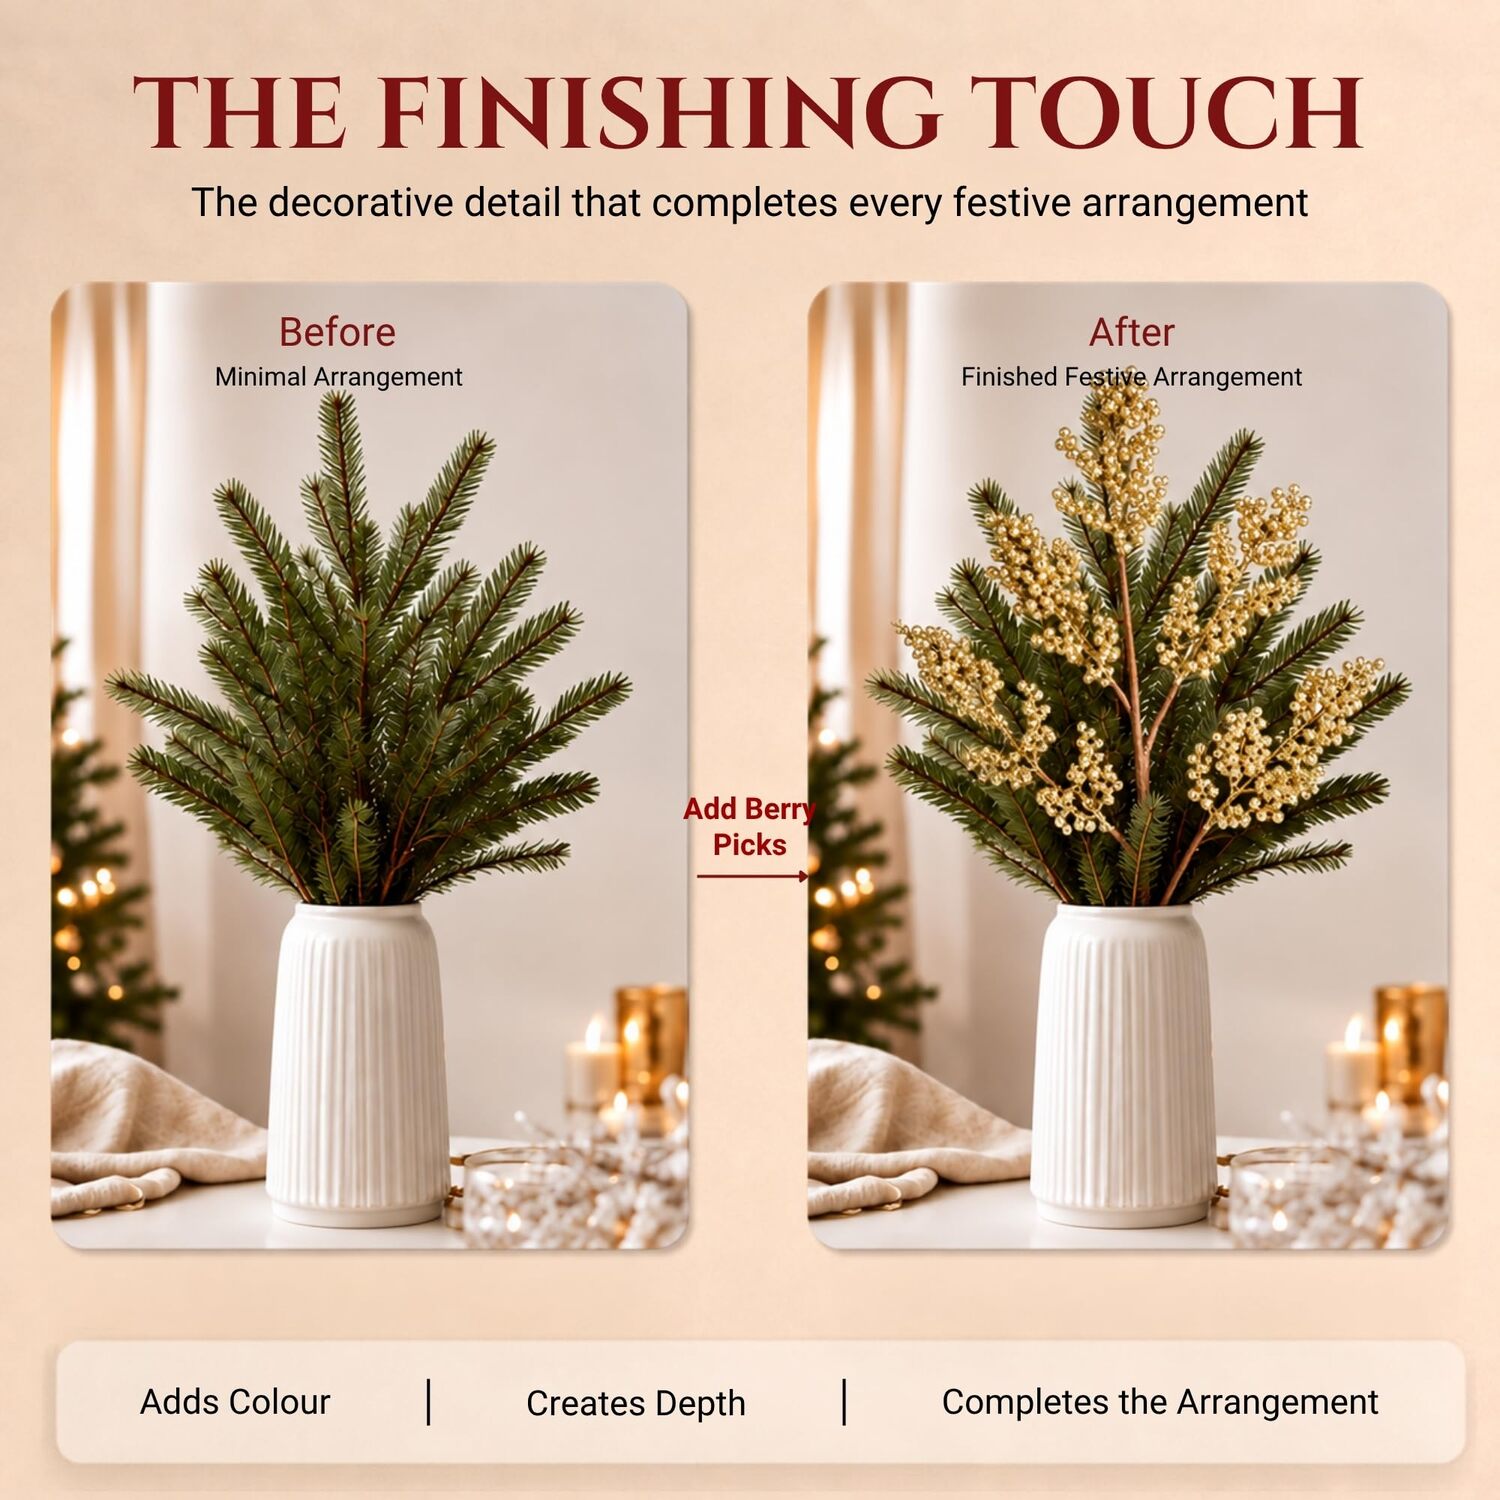 THE FINISHING TOUCH
The decorative detail that completes every festive arrangement
Before
Minimal Arrangement
After
Finished Festive Arrangement
Add Berry
Picks
Adds Colour | Creates Depth | Completes the Arrangement